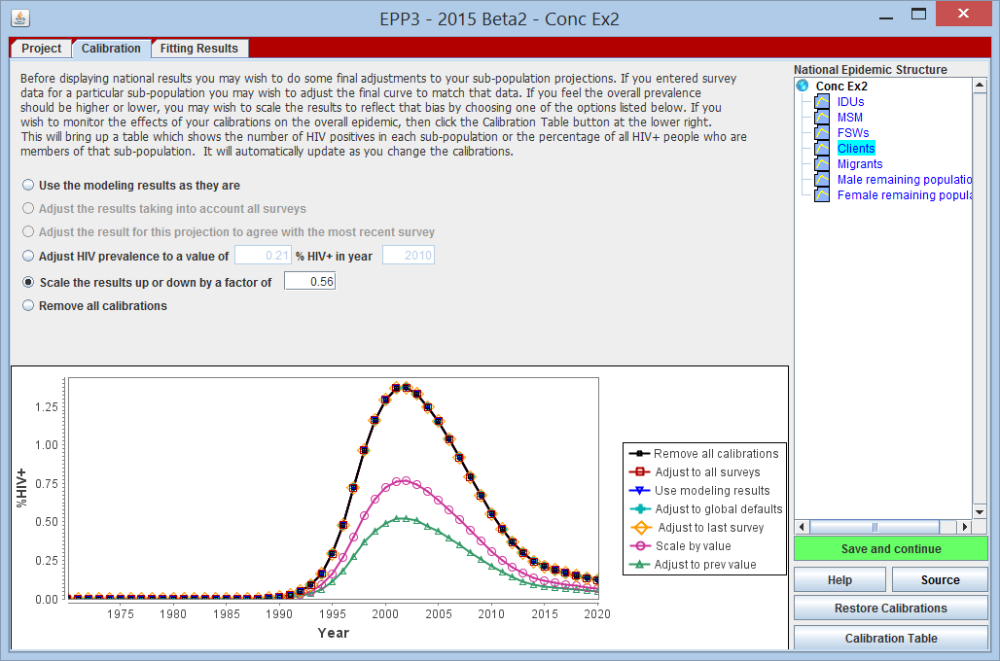 EPP3 - 2015 Beta2 - Conc Ex2
Project
Calibration
Fitting Results
Before displaying national results you may wish to do some final adjustments to your sub-population projections. If you entered survey
data for a particular sub-population you may wish to adjust the final curve to match that data. If you feel the overall prevalence
should be higher or lower, you may wish to scale the results to reflect that bias by choosing one of the options listed below. If you
wish to monitor the effects of your calibrations on the overall epidemic, then click the Calibration Table button at the lower right.
This will bring up a table which shows the number of HIV positives in each sub-population or the percentage of all HIV+ people who are
members of that sub-population. It will automatically update as you change the calibrations.
Use the modeling results as they are
Adjust the results taking into account all surveys
Adjust the result for this projection to agree with the most recent survey
Adjust HIV prevalence to a value of 0.21 % HIV+ in year 2010
Scale the results up or down by a factor of 0.56
Remove all calibrations
National Epidemic Structure
Conc Ex2
IDUs
MSM
FSWs
Clients
Migrants
Male remaining populatio
Female remaining popula
%HIV+
1.25
1.00
0.75
0.50
0.25
0.00
1975 1980 1985 1990 1995 2000 2005 2010 2015 2020
Year
Remove all calibrations
Adjust to all surveys
Use modeling results
Adjust to global defaults
Adjust to last survey
Scale by value
Adjust to prev value
Save and continue
Help
Source
Restore Calibrations
Calibration Table